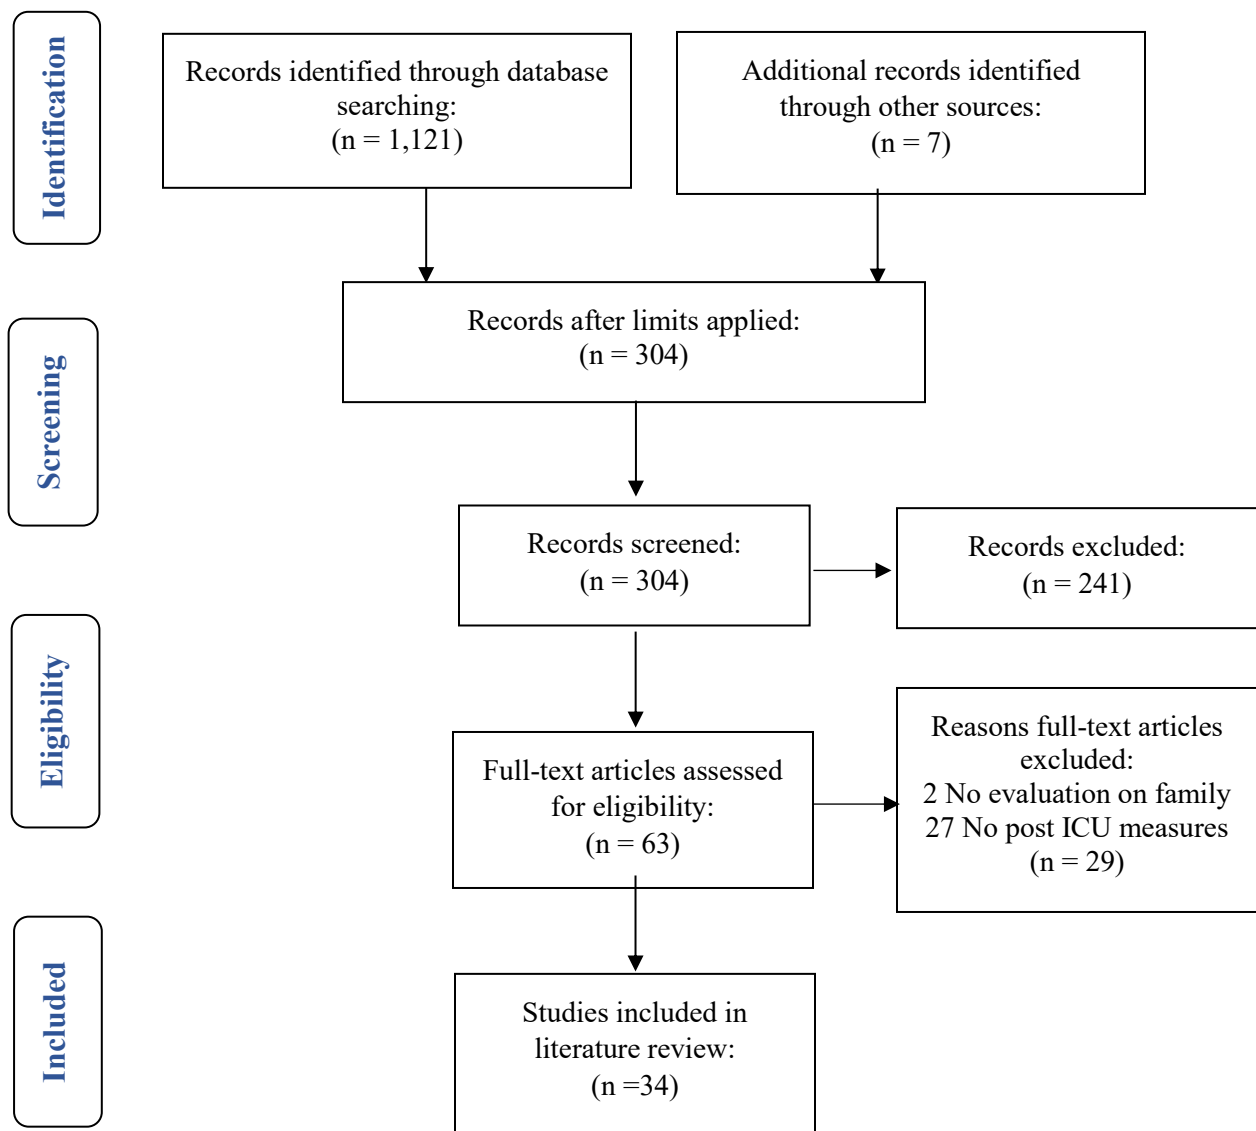 Identification
Records identified through database
searching:
(n = 1,121)
Additional records identified
through other sources:
(n = 7)
Screening
Records after limits applied:
(n = 304)
Records screened:
(n = 304)
Records excluded:
(n = 241)
Eligibility
Full-text articles assessed
for eligibility:
(n = 63)
Reasons full-text articles
excluded:
2 No evaluation on family
27 No post ICU measures
(n = 29)
Included
Studies included in
literature review:
(n =34)